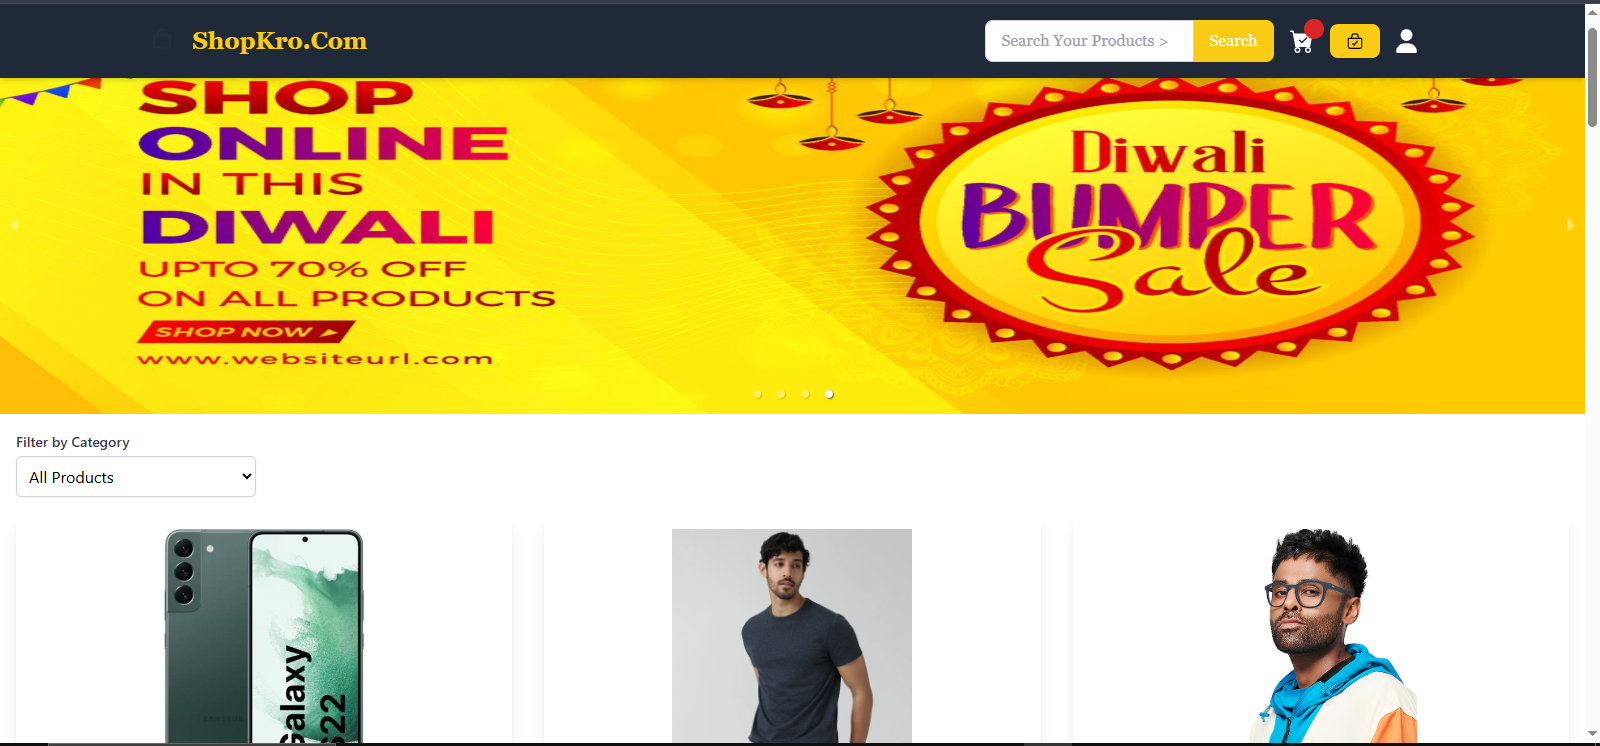 ShopKro.Com
Search Your Products >
Search
SHOP
ONLINE
IN THIS
DIWALI
UPTO 70% OFF
ON ALL PRODUCTS
SHOP NOW
www.websiteurl.com
Diwali
BUMPER
Sale
Filter by Category
All Products
SAMSUNG
Galaxy
S22